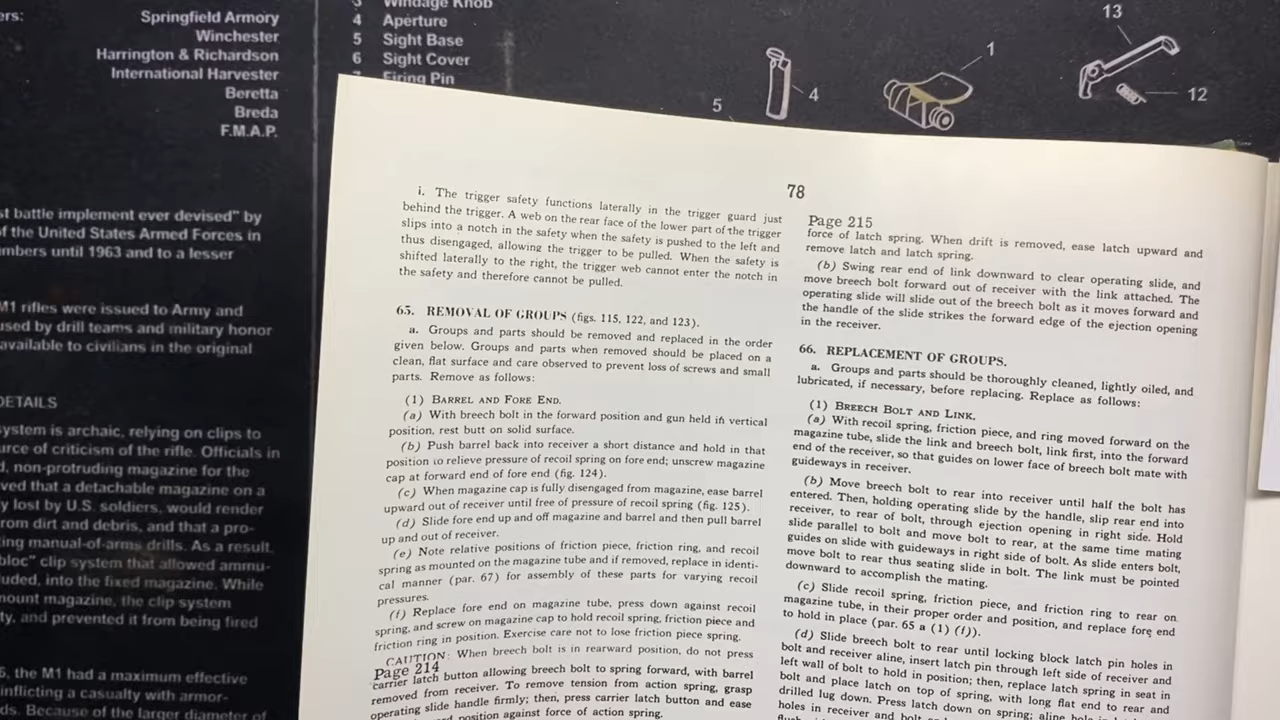 ers:
Springfield Armory
Winchester
Harrington & Richardson
International Harvester
Beretta
Breda
F.M.A.P.
st battle implement ever devised" by
of the United States Armed Forces in
mbers until 1963 and to a lesser
M1 rifles were issued to Army and
used by drill teams and military honor
available to civilians in the original
DETAILS
system is archaic, relying on clips to
urce of criticism of the rifle. Officials in
d, non-protruding magazine for the
ved that a detachable magazine on a
y lost by U.S. soldiers, would render
rom dirt and debris, and that a pro-
ing manual-of-arms drills. As a result,
bloc" clip system that allowed ammu-
uded, into the fixed magazine. While
mount magazine, the clip system
ty, and prevented it from being fired
5, the M1 had a maximum effective
inflicting a casualty with armor-
ds. Because of the larger diameter of
3 Windage Knob
4 Aperture
5 Sight Base
6 Sight Cover
7 Firing Pin
5
4
1
13
12
78
i. The trigger safety functions laterally in the trigger guard just
behind the trigger. A web on the rear face of the lower part of the trigger
slips into a notch in the safety when the safety is pushed to the left and
thus disengaged, allowing the trigger to be pulled. When the safety is
shifted laterally to the right, the trigger web cannot enter the notch in
the safety and therefore cannot be pulled.
65. REMOVAL OF GROUPS (figs. 115, 122, and 123).
a. Groups and parts should be removed and replaced in the order
given below. Groups and parts when removed should be placed on a
clean, flat surface and care observed to prevent loss of screws and small
parts. Remove as follows:
(1) BARREL AND FORE END.
(a) With breech bolt in the forward position and gun held in vertical
position, rest butt on solid surface.
(b) Push barrel back into receiver a short distance and hold in that
position to relieve pressure of recoil spring on fore end; unscrew magazine
cap at forward end of fore end (fig. 124).
(c) When magazine cap is fully disengaged from magazine, ease barrel
upward out of receiver until free of pressure of recoil spring (fig. 125).
(d) Slide fore end up and off magazine and barrel and then pull barrel
up and out of receiver.
(e) Note relative positions of friction piece, friction ring, and recoil
spring as mounted on the magazine tube and if removed, replace in identi-
cal manner (par. 67) for assembly of these parts for varying recoil
pressures.
(f) Replace fore end on magazine tube, press down against recoil
spring, and screw on magazine cap to hold recoil spring, friction piece and
friction ring in position. Exercise care not to lose friction piece spring.
CAUTION: When breech bolt is in rearward position, do not press
Page 214
carrier latch button allowing breech bolt to spring forward, with barrel
removed from receiver. To remove tension from action spring, grasp
operating slide handle firmly; then, press carrier latch button and ease
position against force of action spring.
Page 215
force of latch spring. When drift is removed, ease latch upward and
remove latch and latch spring.
(b) Swing rear end of link downward to clear operating slide, and
move breech bolt forward out of receiver with the link attached. The
operating slide will slide out of the breech bolt as it moves forward and
the handle of the slide strikes the forward edge of the ejection opening
in the receiver.
66. REPLACEMENT OF GROUPS.
a. Groups and parts should be thoroughly cleaned, lightly oiled, and
lubricated, if necessary, before replacing. Replace as follows:
(1) BREECH BOLT AND LINK.
(a) With recoil spring, friction piece, and ring moved forward on the
magazine tube, slide the link and breech bolt, link first, into the forward
end of the receiver, so that guides on lower face of breech bolt mate with
guideways in receiver.
(b) Move breech bolt to rear into receiver until half the bolt has
entered. Then, holding operating slide by the handle, slip rear end into
receiver, to rear of bolt, through ejection opening in right side. Hold
slide parallel to bolt and move bolt to rear, at the same time mating
guides on slide with guideways in right side of bolt. As slide enters bolt,
move bolt to rear thus seating slide in bolt. The link must be pointed
downward to accomplish the mating.
(c) Slide recoil spring, friction piece, and friction ring to rear on
magazine tube, in their proper order and position, and replace fore end
to hold in place (par. 65 a (1) (f)).
(d) Slide breech bolt to rear until locking block latch pin holes in
bolt and receiver aline, insert latch pin through left side of receiver and
left wall of bolt to hold in position; then, replace latch spring in seat in
bolt and place latch on top of spring, with long flat end to rear and
drilled lug down. Press latch down on spring; aline hole in
holes in receiver and bolt